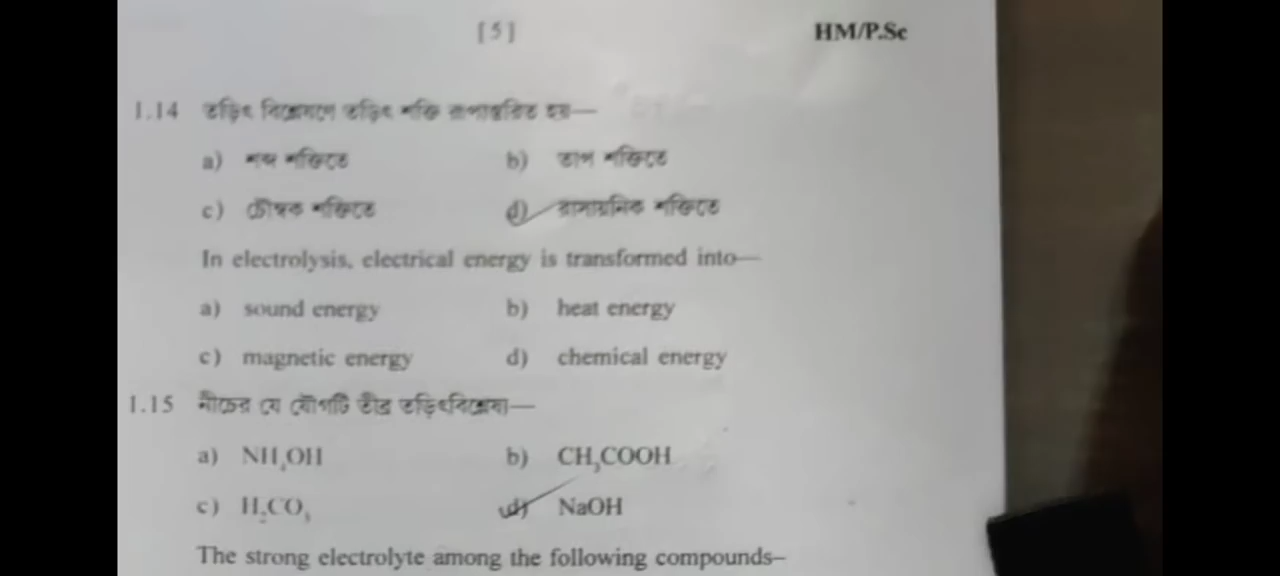 [ 5 ] HM/P.Sc
1.14 তড়িৎ বিশ্লেষণে তড়িৎ শক্তি রূপান্তরিত হয়—
a) শব্দ শক্তিতে b) তাপ শক্তিতে
c) চৌম্বক শক্তিতে d) রাসায়নিক শক্তিতে
In electrolysis, electrical energy is transformed into—
a) sound energy b) heat energy
c) magnetic energy d) chemical energy
1.15 নীচের যে যৌগটি তীব্র তড়িৎবিশ্লেষ্য—
a) NH₄OH b) CH₃COOH
c) H₂CO₃ d) NaOH
The strong electrolyte among the following compounds–